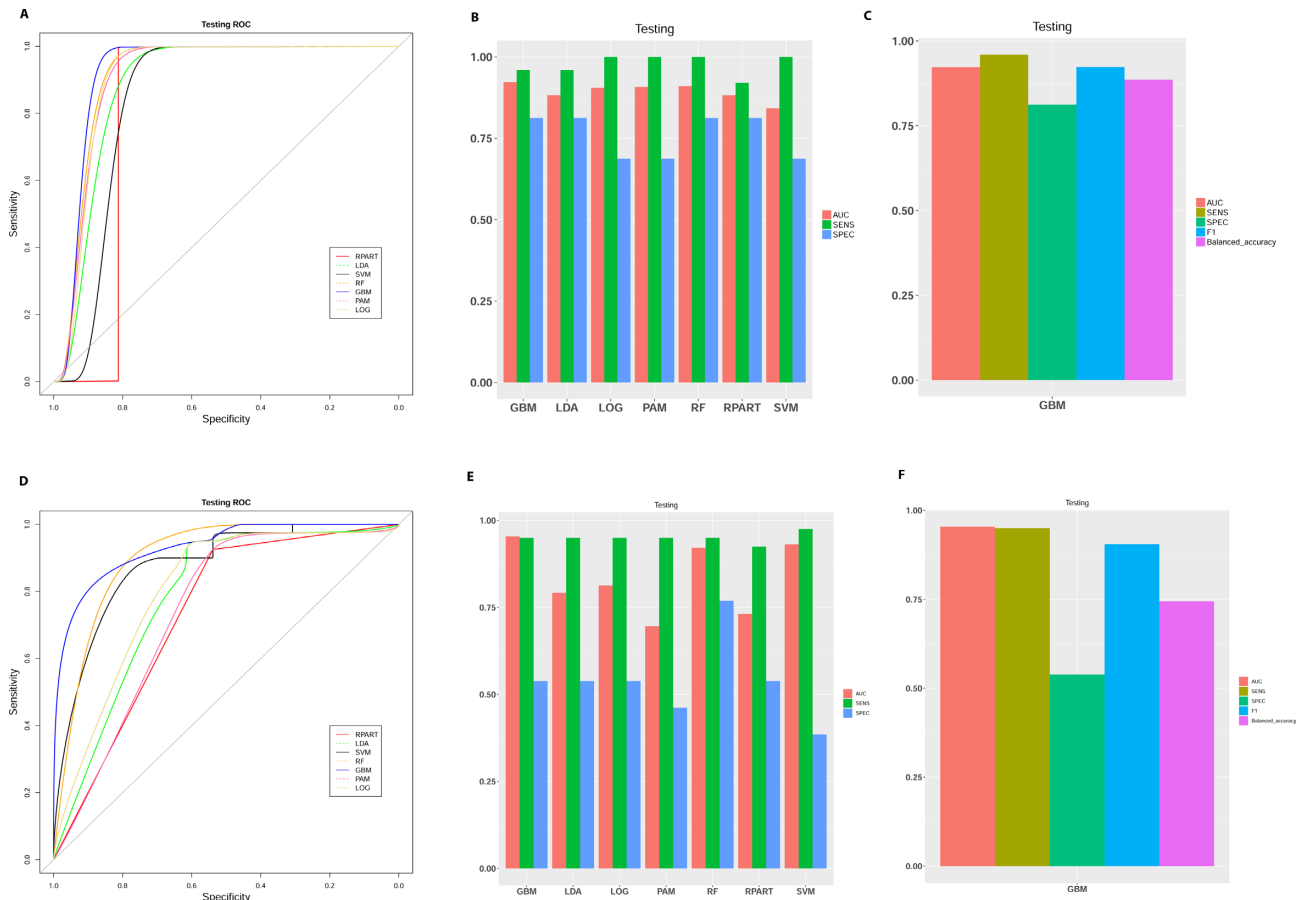 A
Testing ROC
Sensitivity
1.0
0.8
0.6
0.4
0.2
0.0
RPART
LDA
SVM
RF
GBM
PAM
LOG
1.0 0.8 0.6 0.4 0.2 0.0
Specificity
B
Testing
1.00
0.75
0.50
0.25
0.00
AUC
SENS
SPEC
GBM LDA LOG PAM RF RPART SVM
C
Testing
1.00
0.75
0.50
0.25
0.00
AUC
SENS
SPEC
F1
Balanced_accuracy
GBM
D
Testing ROC
Sensitivity
1.0
0.8
0.6
0.4
0.2
0.0
RPART
LDA
SVM
RF
GBM
PAM
LOG
1.0 0.8 0.6 0.4 0.2 0.0
Specificity
E
Testing
1.00
0.75
0.50
0.25
0.00
AUC
SENS
SPEC
GBM LDA LOG PAM RF RPART SVM
F
Testing
1.00
0.75
0.50
0.25
0.00
AUC
SENS
SPEC
F1
Balanced_accuracy
GBM